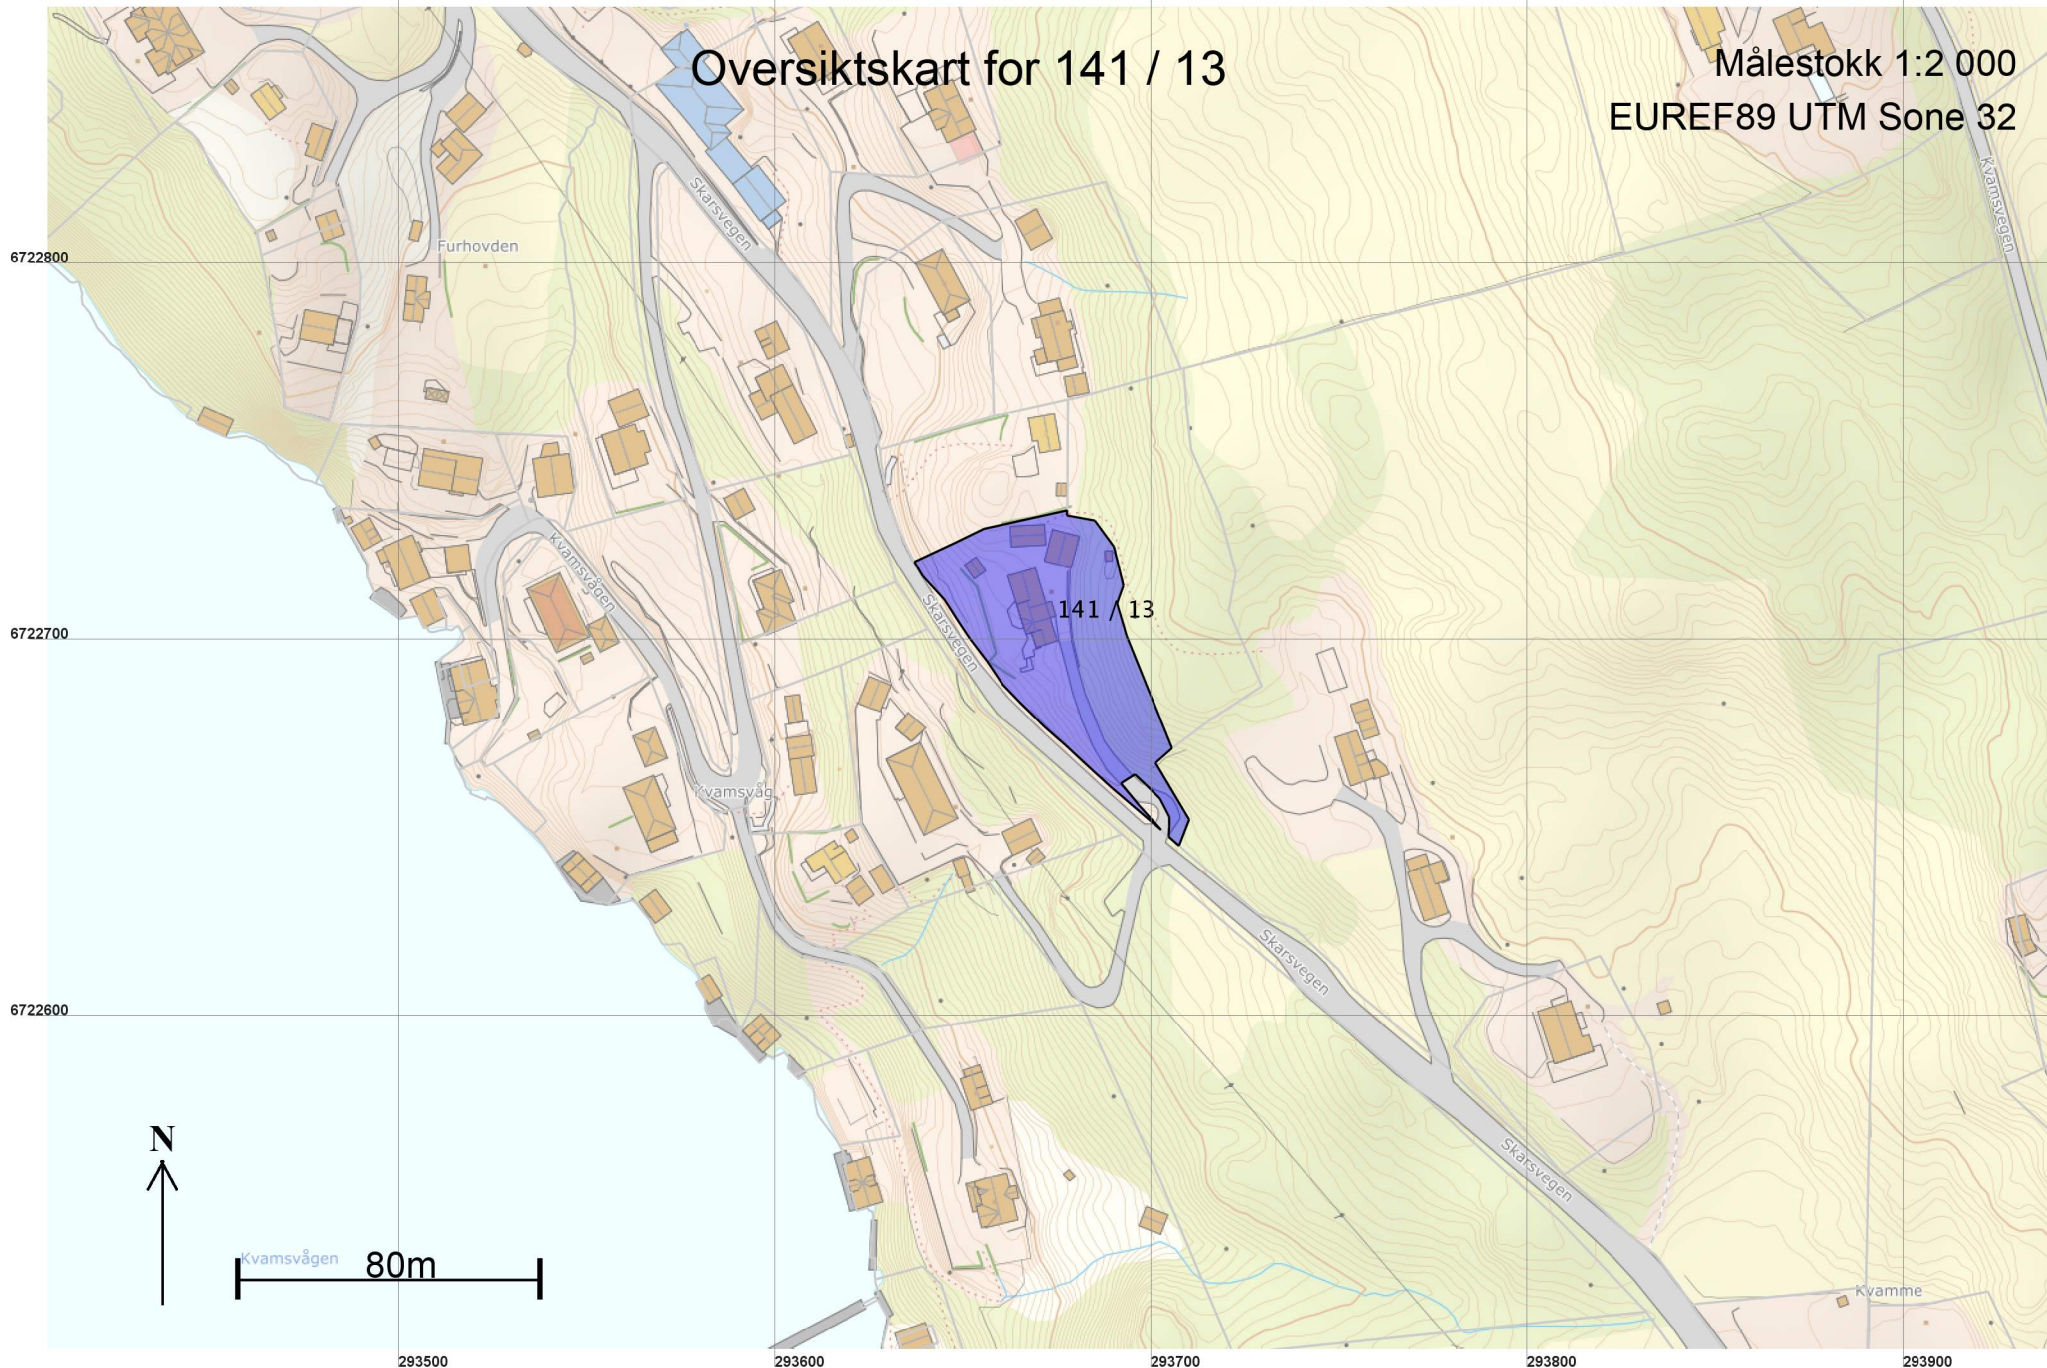 Oversiktskart for 141 / 13
Målestokk 1:2 000
EUREF89 UTM Sone 32
Kvamsvegen
Skarsvegen
Furhovden
6722800
Kvamsvågen
Skarsvegen
141 / 13
6722700
Kvamsvåg
Skarsvegen
6722600
N
Skarsvegen
Kvamsvågen
80m
Kvamme
293500
293600
293700
293800
293900